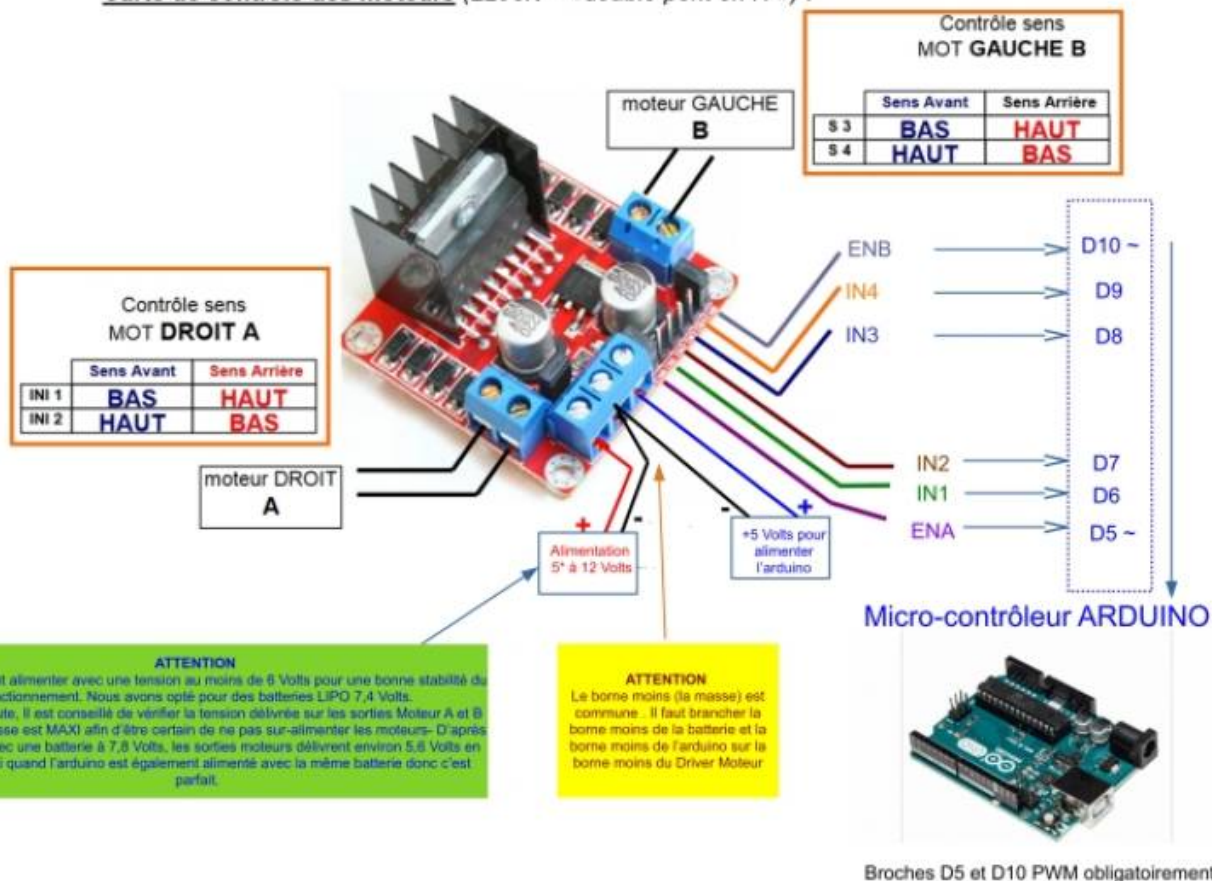 Contrôle sens
MOT GAUCHE B
Sens Avant Sens Arrière
S 3 BAS HAUT
S 4 HAUT BAS
moteur GAUCHE
B
ENB D10 ~
IN4 D9
IN3 D8
Contrôle sens
MOT DROIT A
Sens Avant Sens Arrière
INI 1 BAS HAUT
INI 2 HAUT BAS
moteur DROIT
A
IN2 D7
IN1 D6
ENA D5 ~
+ -
Alimentation
5* à 12 Volts
- +
+5 Volts pour
alimenter
l'arduino
Micro-contrôleur ARDUINO
ATTENTION
alimenter avec une tension au moins de 6 Volts pour une bonne stabilité du
Nous avons opté pour des batteries LIPO 7,4 Volts.
Il est conseillé de vérifier la tension délivrée sur les sorties Moteur A et B
est MAXI afin d'être certain de ne pas sur-alimenter les moteurs- D'après
une batterie à 7,8 Volts, les sorties moteurs délivrent environ 5,6 Volts en
quand l'arduino est également alimenté avec la même batterie donc c'est
parfait.
ATTENTION
Le borne moins (la masse) est
commune . Il faut brancher la
borne moins de la batterie et la
borne moins de l'arduino sur la
borne moins du Driver Moteur
Broches D5 et D10 PWM obligatoirement